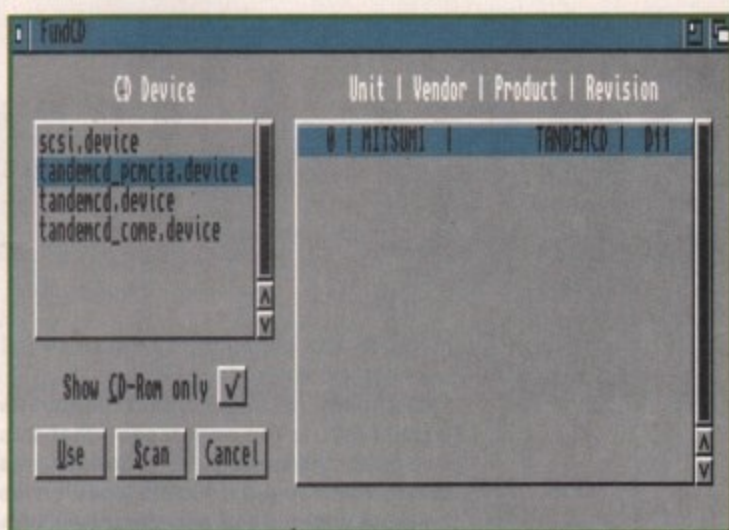 FindCD
CD Device
Unit | Vendor | Product | Revision
scsi.device
tandemcd_pcmcia.device
tandemcd.device
tandemcd_come.device
0 | MITSUMI | TANDEMCD | D11
Show CD-Rom only √
Use
Scan
Cancel